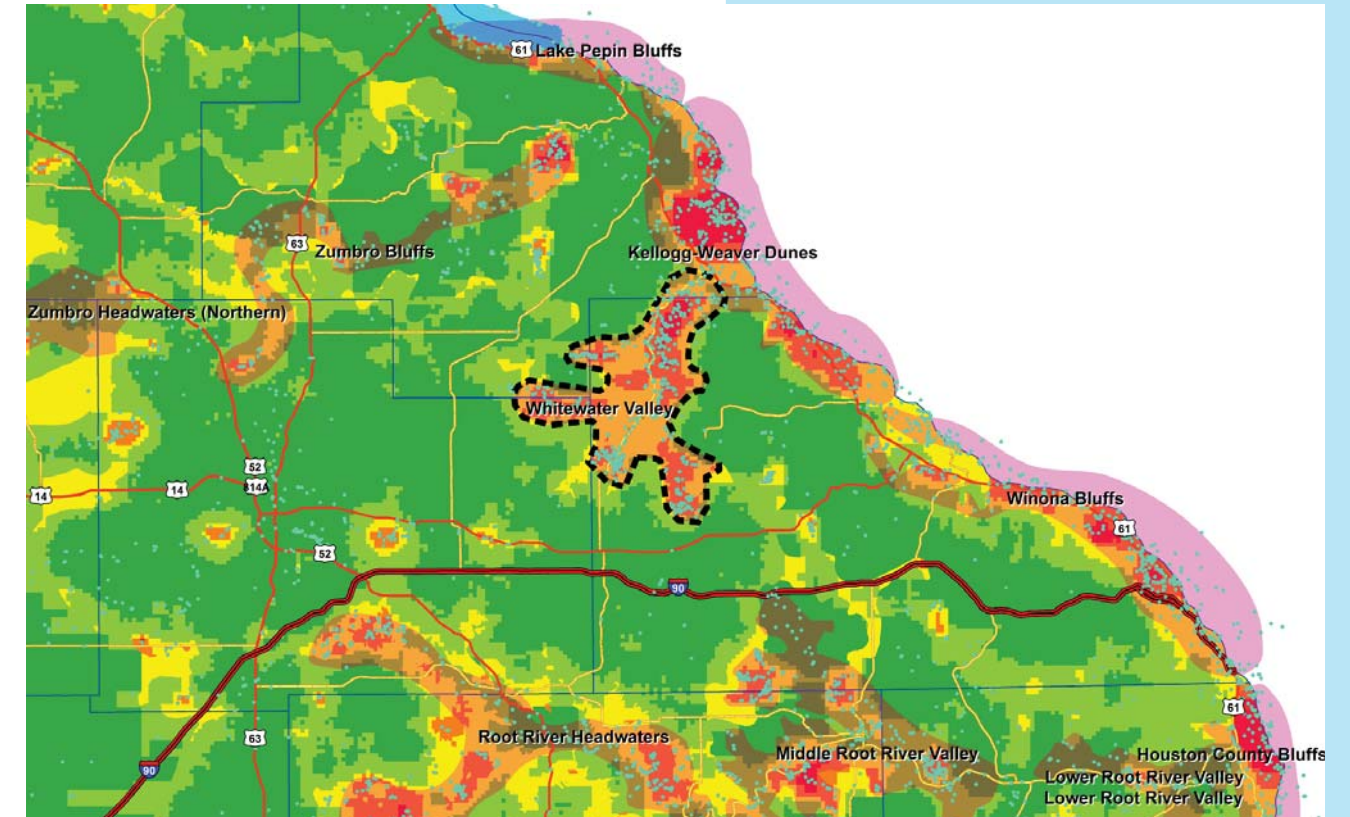 61 Lake Pepin Bluffs
63 Zumbro Bluffs
Kellogg-Weaver Dunes
Zumbro Headwaters (Northern)
Whitewater Valley
52
14
14
814A
Winona Bluffs
61
52
90
61
63
Root River Headwaters
Middle Root River Valley
Houston County Bluffs
90
Lower Root River Valley
Lower Root River Valley